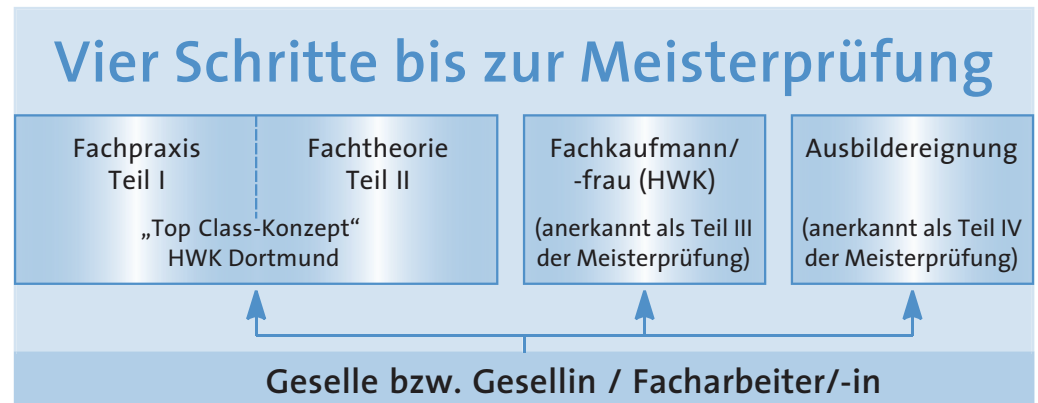 Vier Schritte bis zur Meisterprüfung
Fachpraxis
Teil I
Fachtheorie
Teil II
„Top Class-Konzept“
HWK Dortmund
Fachkaufmann/
-frau (HWK)
(anerkannt als Teil III
der Meisterprüfung)
Ausbildereignung
(anerkannt als Teil IV
der Meisterprüfung)
Geselle bzw. Gesellin / Facharbeiter/-in